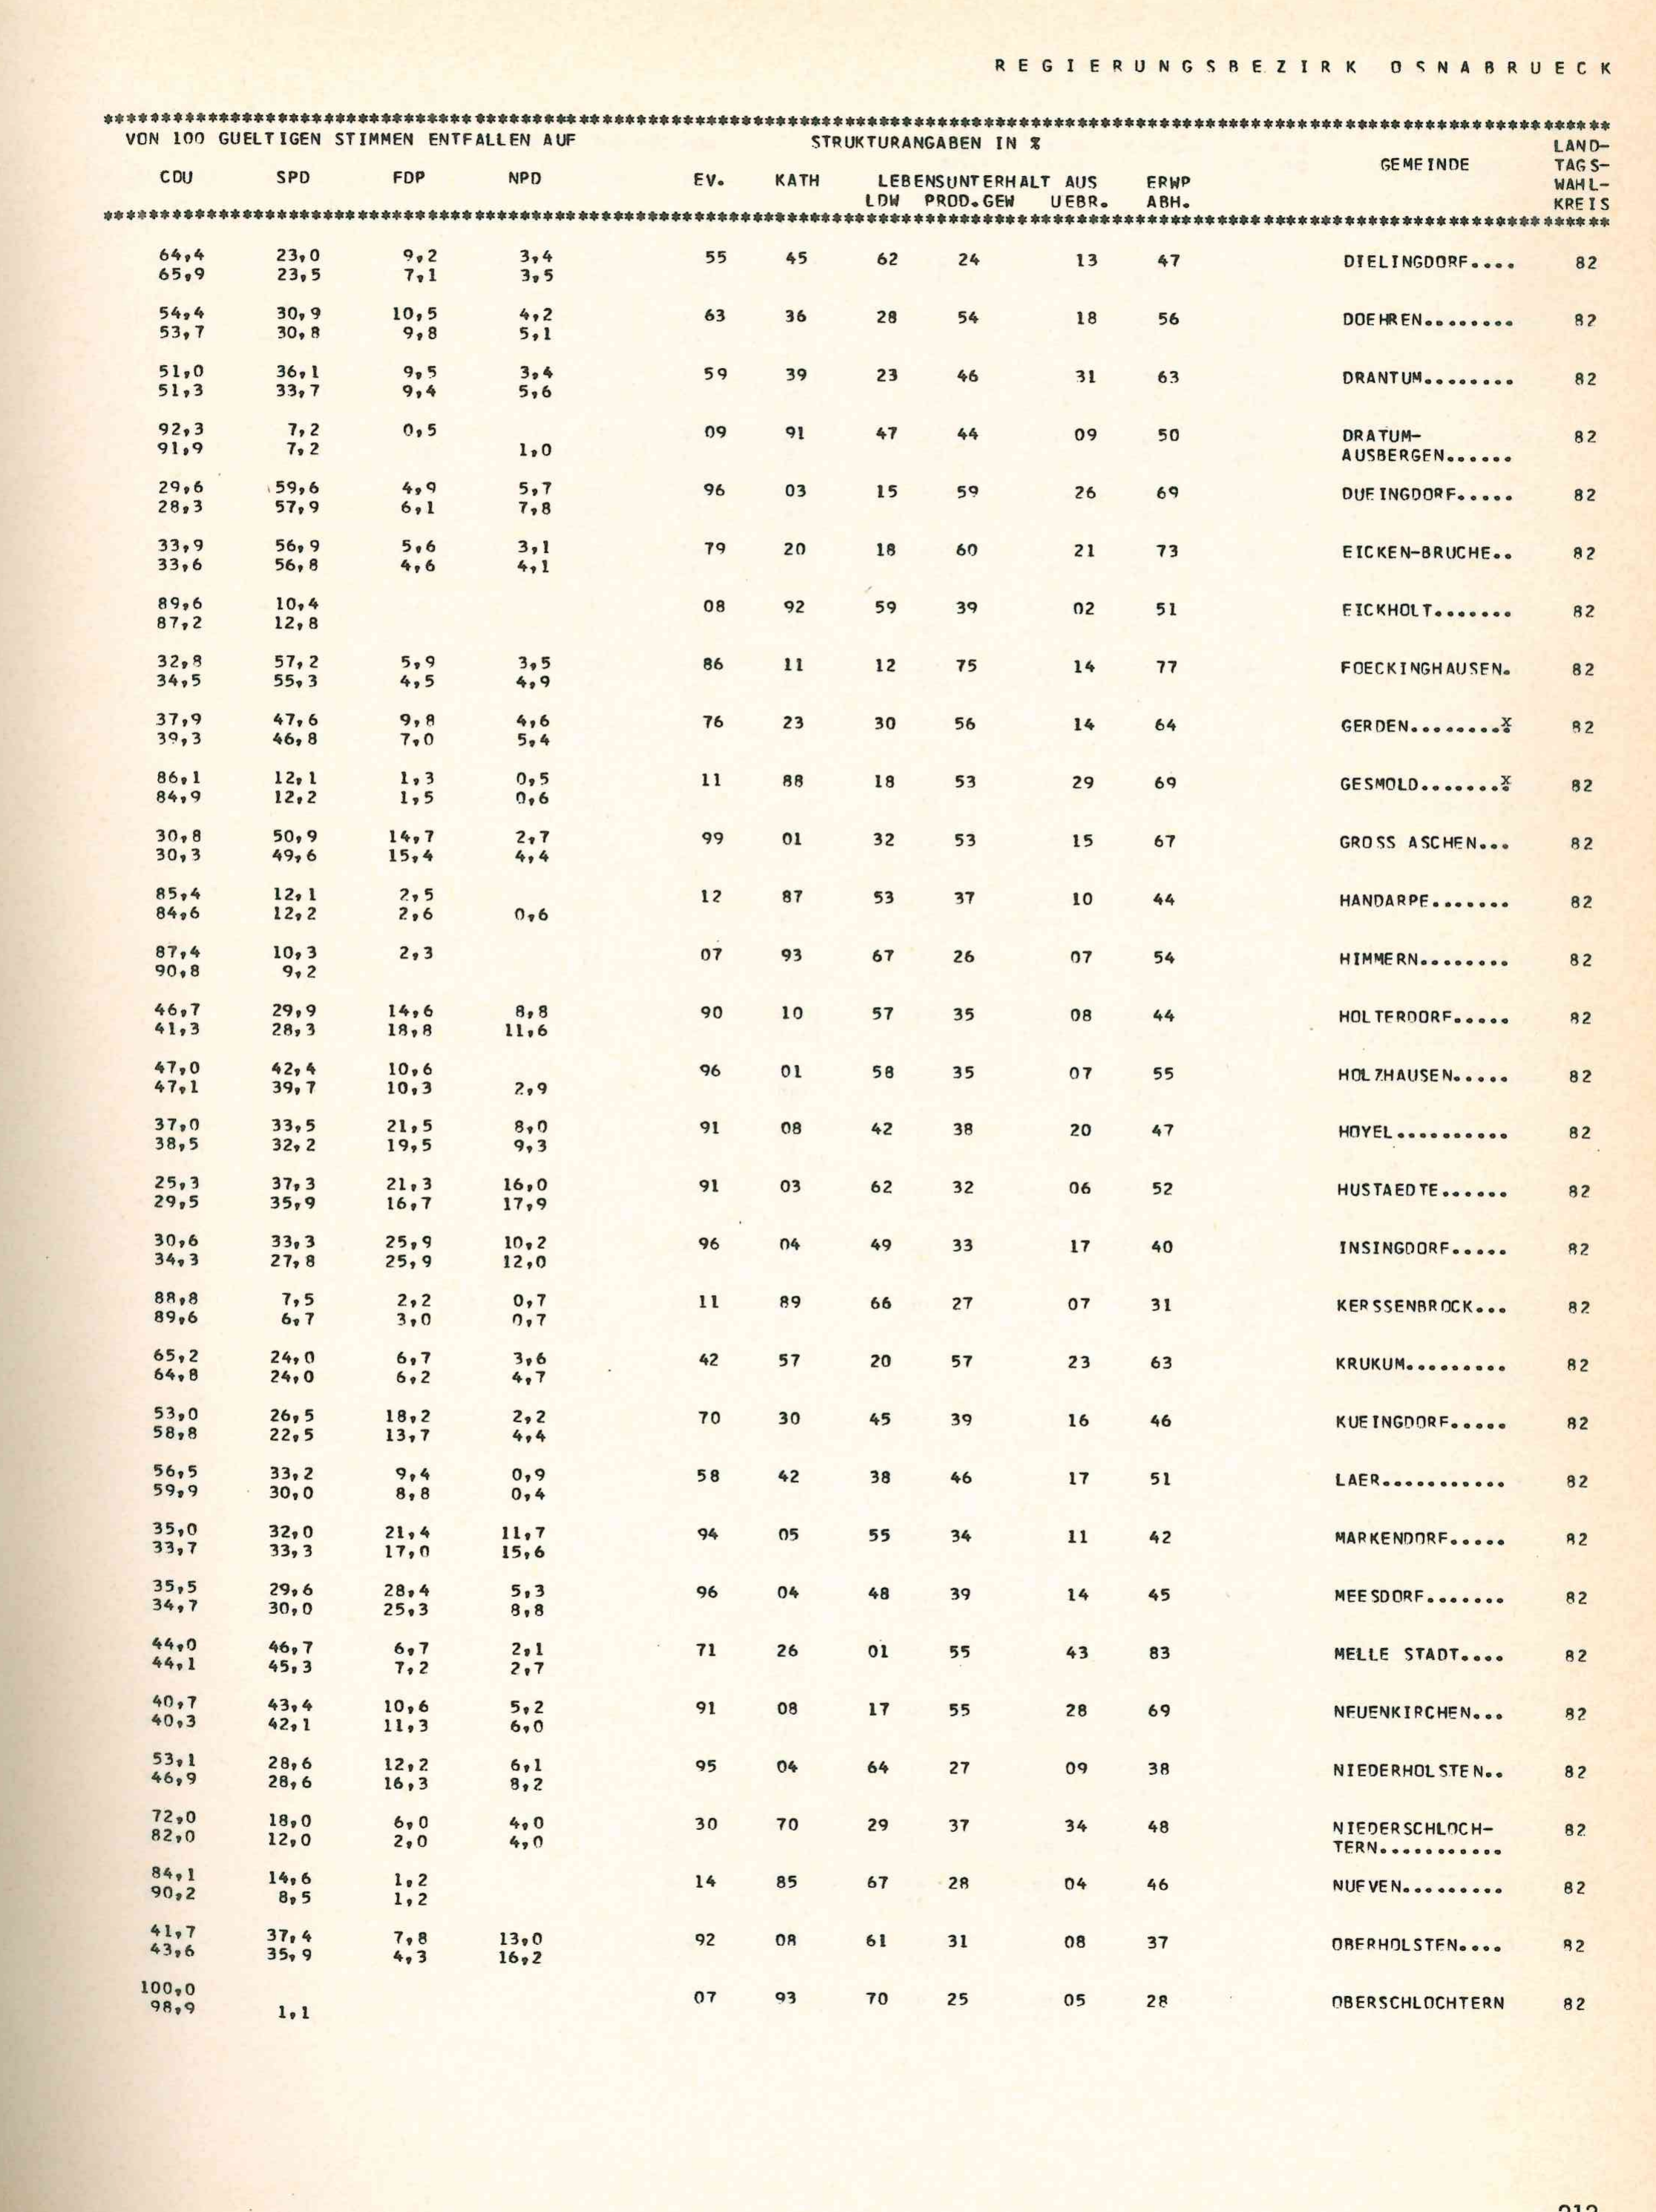 REGIERUNGSBEZIRK OSNABRUECK
********************************************************************************************************************************
VON 100 GUELTIGEN STIMMEN ENTFALLEN AUF STRUKTURANGABEN IN % LAND-
GEMEINDE TAGS-
CDU SPD FDP NPD EV. KATH LEBENSUNTERHALT AUS ERWP WAHL-
LDW PROD.GEW UEBR. ABH. KREIS
********************************************************************************************************************************
64,4 23,0 9,2 3,4 55 45 62 24 13 47 DIELINGDORF.... 82
65,9 23,5 7,1 3,5
54,4 30,9 10,5 4,2 63 36 28 54 18 56 DOEHREN........ 82
53,7 30,8 9,8 5,1
51,0 36,1 9,5 3,4 59 39 23 46 31 63 DRANTUM........ 82
51,3 33,7 9,4 5,6
92,3 7,2 0,5 09 91 47 44 09 50 DRATUM- 82
91,9 7,2 1,0 AUSBERGEN......
29,6 59,6 4,9 5,7 96 03 15 59 26 69 DUEINGDORF..... 82
28,3 57,9 6,1 7,8
33,9 56,9 5,6 3,1 79 20 18 60 21 73 EICKEN-BRUCHE.. 82
33,6 56,8 4,6 4,1
89,6 10,4 08 92 59 39 02 51 EICKHOLT....... 82
87,2 12,8
32,8 57,2 5,9 3,5 86 11 12 75 14 77 FOECKINGHAUSEN. 82
34,5 55,3 4,5 4,9
37,9 47,6 9,8 4,6 76 23 30 56 14 64 GERDEN.........x 82
39,3 46,8 7,0 5,4
86,1 12,1 1,3 0,5 11 88 18 53 29 69 GESMOLD........x 82
84,9 12,2 1,5 0,6
30,8 50,9 14,7 2,7 99 01 32 53 15 67 GROSS ASCHEN... 82
30,3 49,6 15,4 4,4
85,4 12,1 2,5 12 87 53 37 10 44 HANDARPE....... 82
84,6 12,2 2,6 0,6
87,4 10,3 2,3 07 93 67 26 07 54 HIMMERN........ 82
90,8 9,2
46,7 29,9 14,6 8,8 90 10 57 35 08 44 HOLTERDORF..... 82
41,3 28,3 18,8 11,6
47,0 42,4 10,6 96 01 58 35 07 55 HOLZHAUSEN..... 82
47,1 39,7 10,3 2,9
37,0 33,5 21,5 8,0 91 08 42 38 20 47 HOYEL.......... 82
38,5 32,2 19,5 9,3
25,3 37,3 21,3 16,0 91 03 62 32 06 52 HUSTAEDTE...... 82
29,5 35,9 16,7 17,9
30,6 33,3 25,9 10,2 96 04 49 33 17 40 INSINGDORF..... 82
34,3 27,8 25,9 12,0
88,8 7,5 2,2 0,7 11 89 66 27 07 31 KERSSENBROCK... 82
89,6 6,7 3,0 0,7
65,2 24,0 6,7 3,6 42 57 20 57 23 63 KRUKUM......... 82
64,8 24,0 6,2 4,7
53,0 26,5 18,2 2,2 70 30 45 39 16 46 KUEINGDORF..... 82
58,8 22,5 13,7 4,4
56,5 33,2 9,4 0,9 58 42 38 46 17 51 LAER........... 82
59,9 30,0 8,8 0,4
35,0 32,0 21,4 11,7 94 05 55 34 11 42 MARKENDORF..... 82
33,7 33,3 17,0 15,6
35,5 29,6 28,4 5,3 96 04 48 39 14 45 MEESDORF....... 82
34,7 30,0 25,3 8,8
44,0 46,7 6,7 2,1 71 26 01 55 43 83 MELLE STADT.... 82
44,1 45,3 7,2 2,7
40,7 43,4 10,6 5,2 91 08 17 55 28 69 NEUENKIRCHEN... 82
40,3 42,1 11,3 6,0
53,1 28,6 12,2 6,1 95 04 64 27 09 38 NIEDERHOLSTEN.. 82
46,9 28,6 16,3 8,2
72,0 18,0 6,0 4,0 30 70 29 37 34 48 NIEDERSCHLOCH- 82
82,0 12,0 2,0 4,0 TERN...........
84,1 14,6 1,2 14 85 67 28 04 46 NUEVEN......... 82
90,2 8,5 1,2
41,7 37,4 7,8 13,0 92 08 61 31 08 37 OBERHOLSTEN.... 82
43,6 35,9 4,3 16,2
100,0 07 93 70 25 05 28 OBERSCHLOCHTERN 82
98,9 1,1